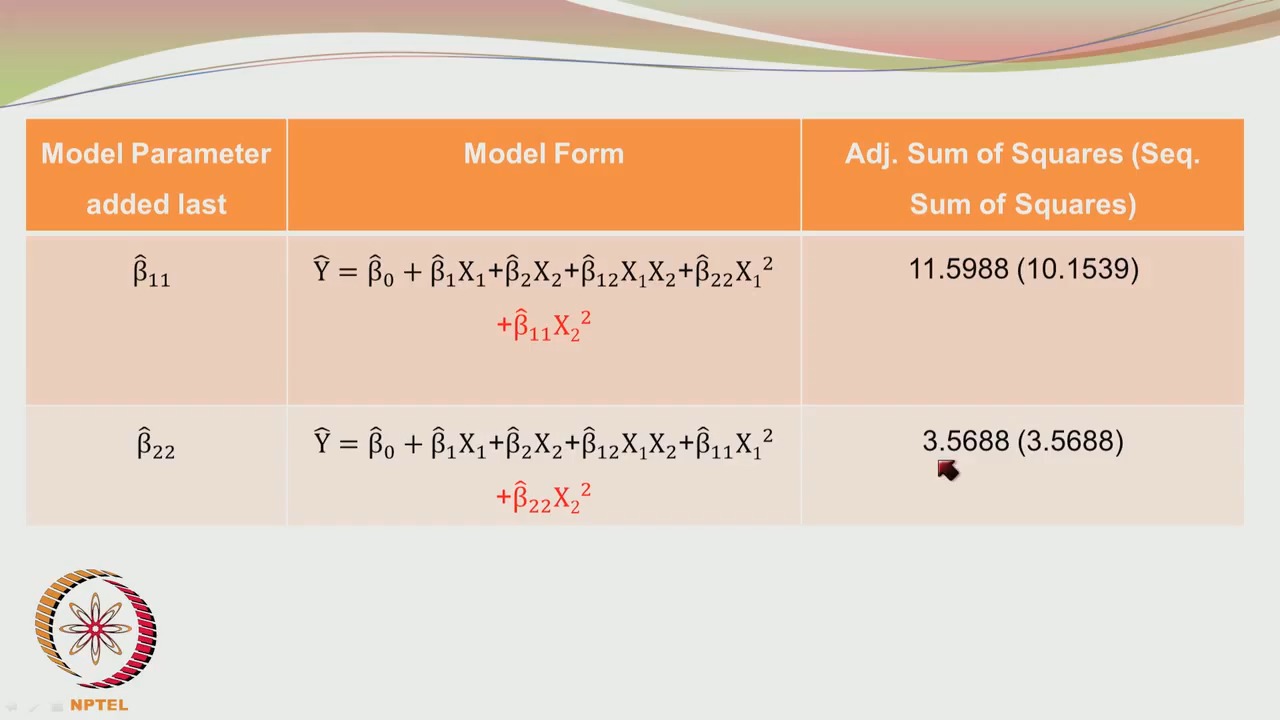 Model Parameter added last
Model Form
Adj. Sum of Squares (Seq. Sum of Squares)
β̂₁₁
Ŷ = β̂₀ + β̂₁X₁+β̂₂X₂+β̂₁₂X₁X₂+β̂₂₂X₁²
+β̂₁₁X₂²
11.5988 (10.1539)
β̂₂₂
Ŷ = β̂₀ + β̂₁X₁+β̂₂X₂+β̂₁₂X₁X₂+β̂₁₁X₁²
+β̂₂₂X₂²
3.5688 (3.5688)
NPTEL